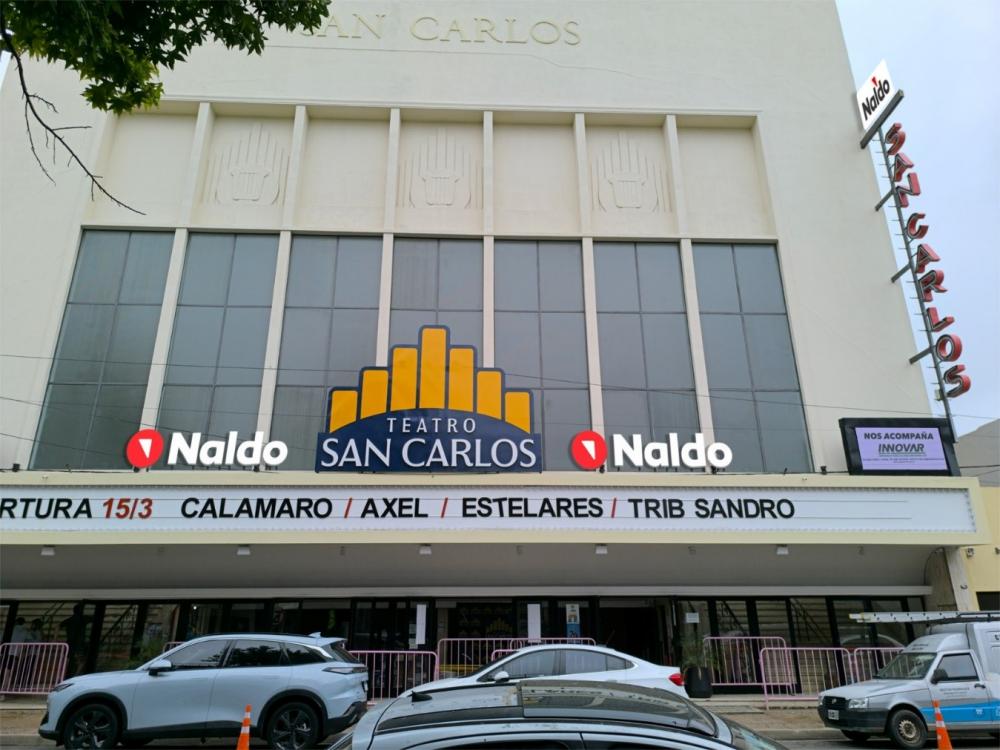 SAN CARLOS
Naldo
SAN CARLOS
TEATRO
SAN CARLOS
Naldo
Naldo
NOS ACOMPAÑA
INNOVAR
RTURA 15/3 CALAMARO / AXEL / ESTELARES / TRIB SANDRO